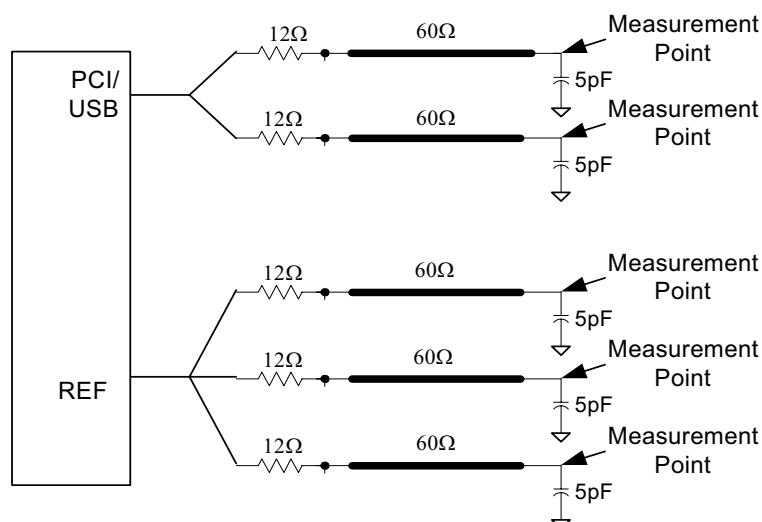 12Ω
60Ω
Measurement
Point
5pF
PCI/
USB
12Ω
60Ω
Measurement
Point
5pF
12Ω
60Ω
Measurement
Point
5pF
REF
12Ω
60Ω
Measurement
Point
5pF
12Ω
60Ω
Measurement
Point
5pF